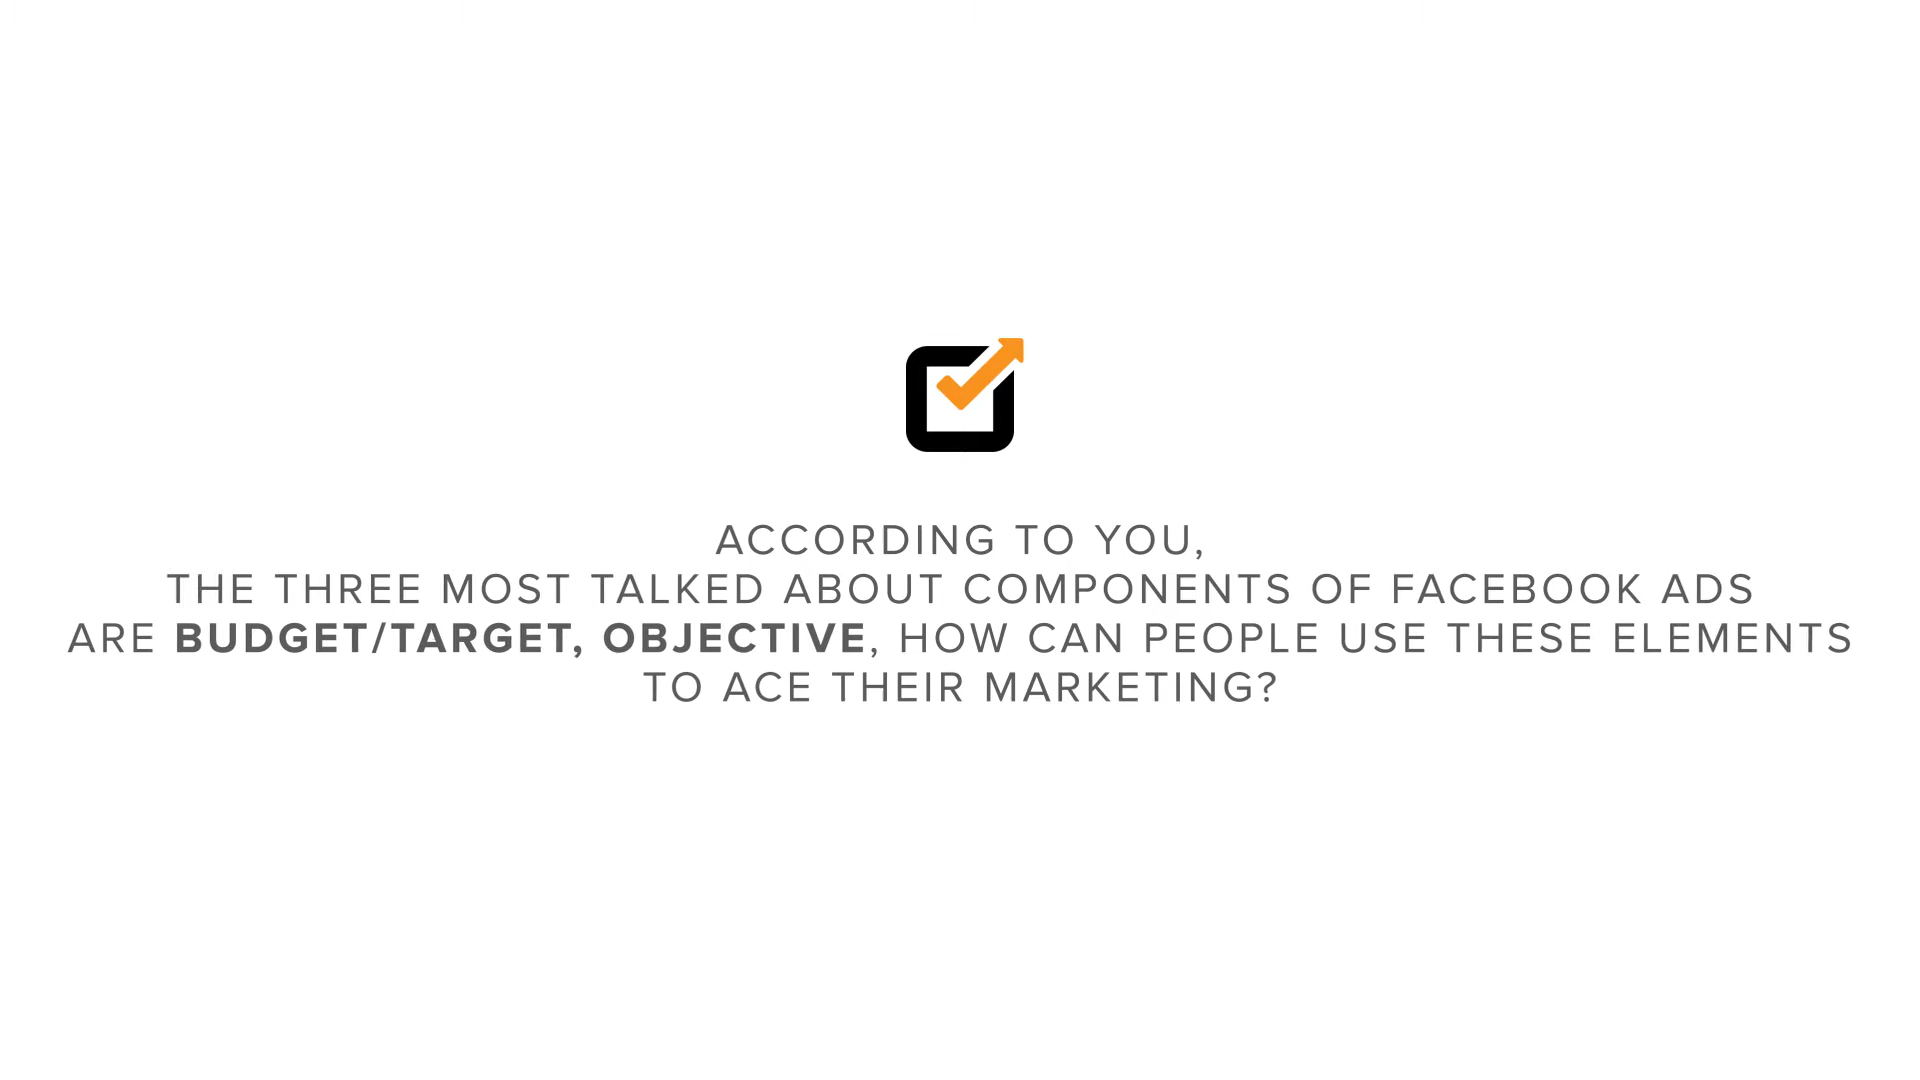 ACCORDING TO YOU,
THE THREE MOST TALKED ABOUT COMPONENTS OF FACEBOOK ADS
ARE BUDGET/TARGET, OBJECTIVE, HOW CAN PEOPLE USE THESE ELEMENTS
TO ACE THEIR MARKETING?